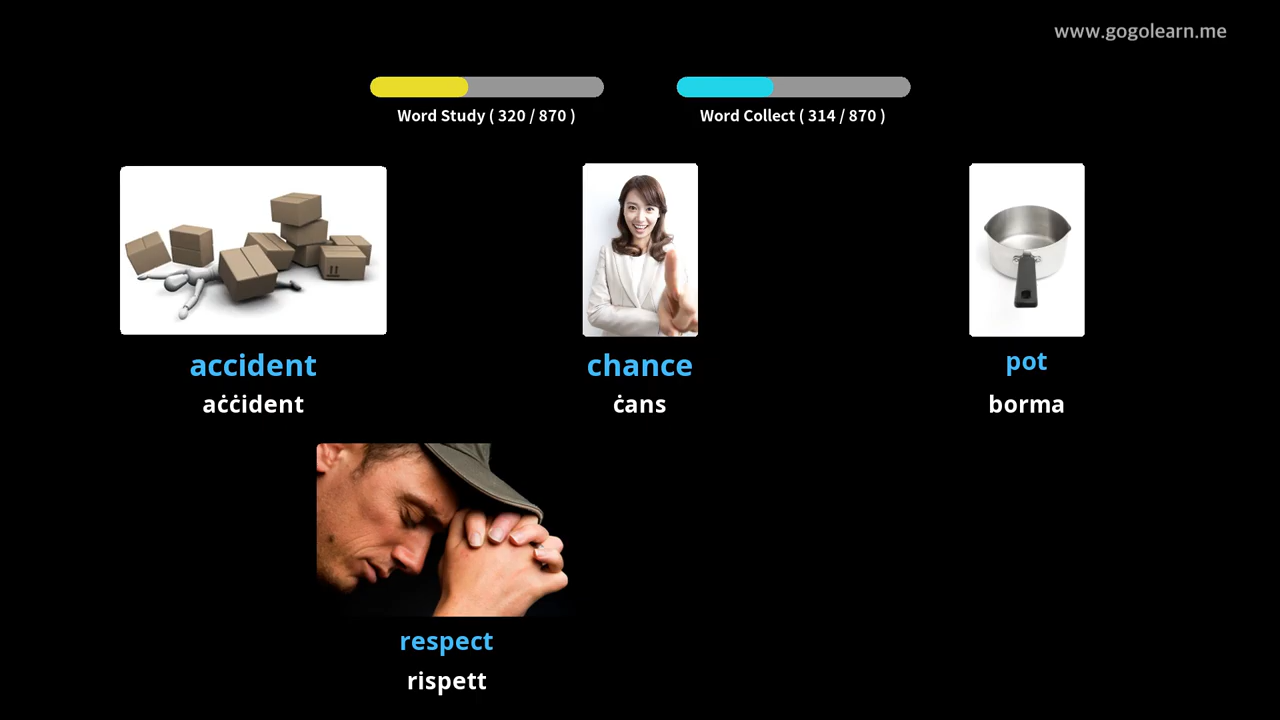 www.gogolearn.me
Word Study ( 320 / 870 )
Word Collect ( 314 / 870 )
accident
aċċident
chance
ċans
pot
borma
respect
rispett